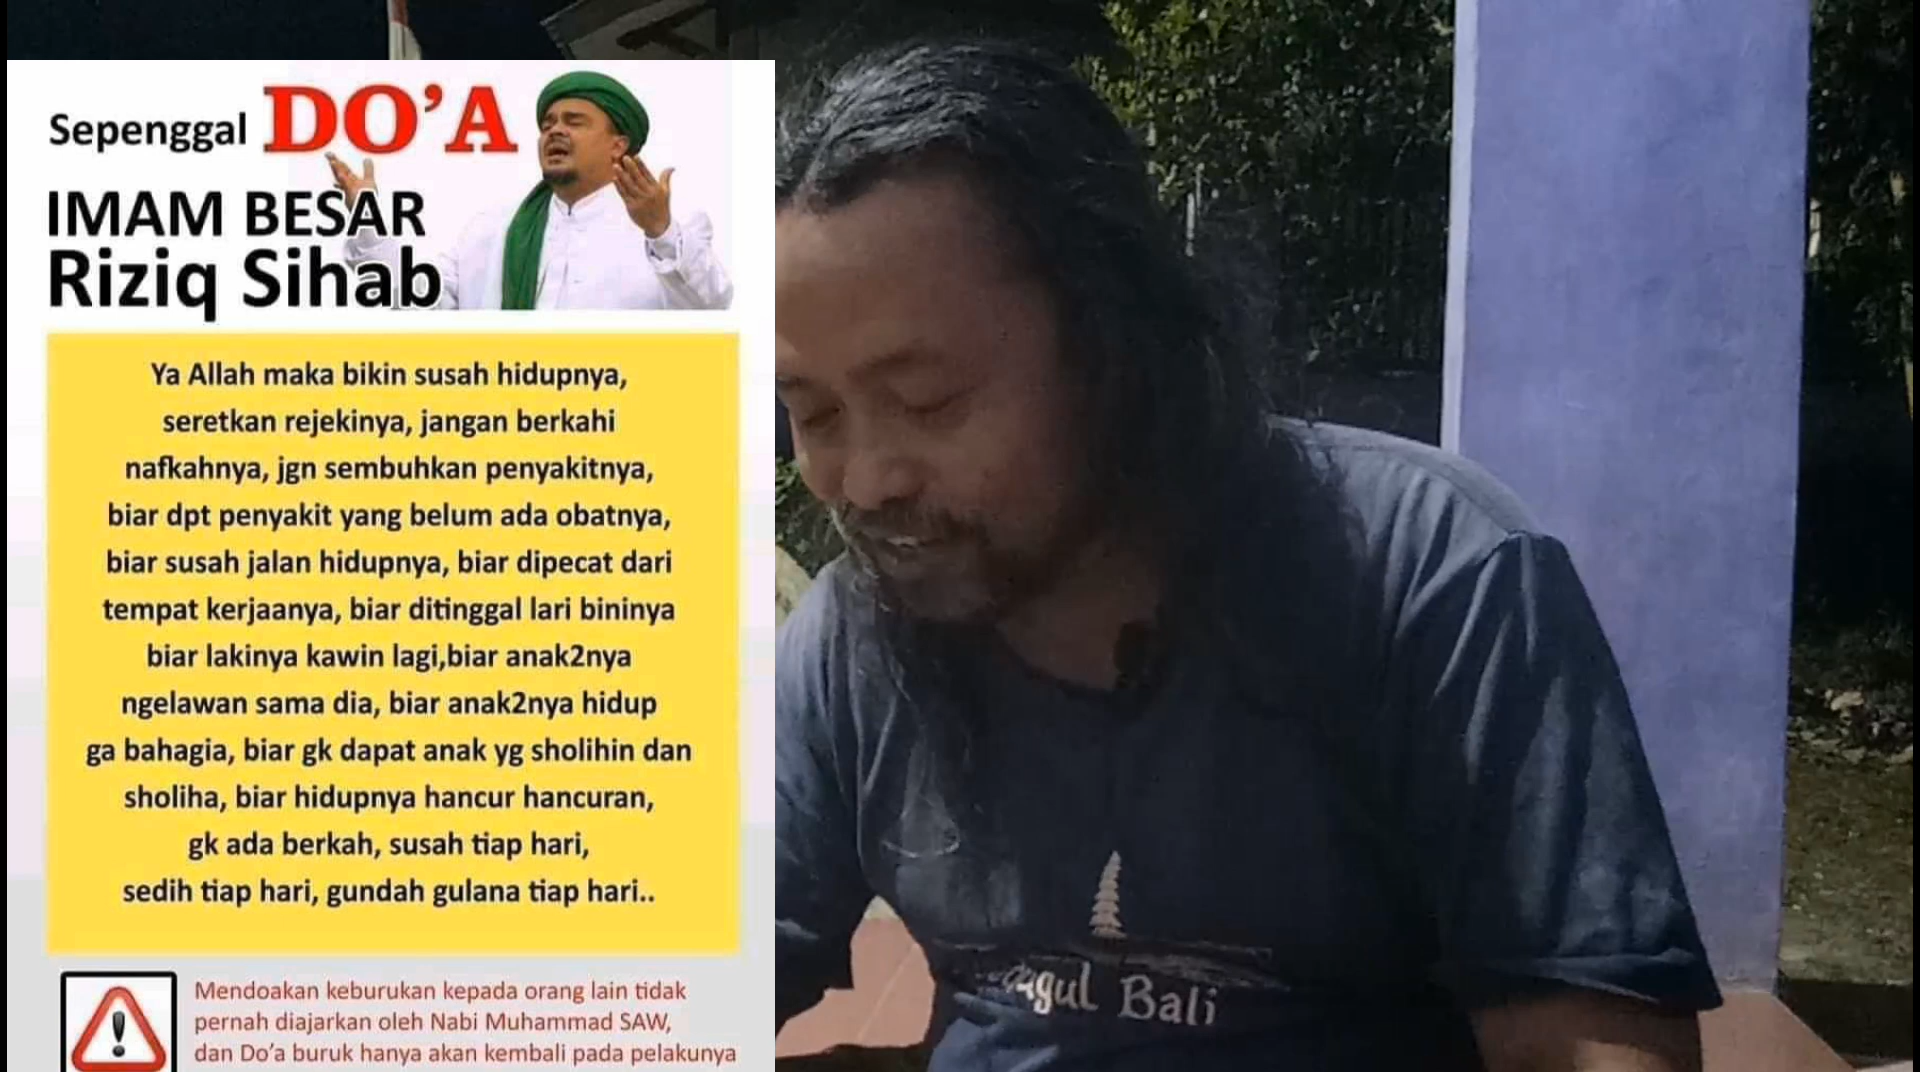 Sepenggal DO'A
IMAM BESAR
Riziq Sihab
Ya Allah maka bikin susah hidupnya,
seretkan rejekinya, jangan berkahi
nafkahnya, jgn sembuhkan penyakitnya,
biar dpt penyakit yang belum ada obatnya,
biar susah jalan hidupnya, biar dipecat dari
tempat kerjaanya, biar ditinggal lari bininya
biar lakinya kawin lagi,biar anak2nya
ngelawan sama dia, biar anak2nya hidup
ga bahagia, biar gk dapat anak yg sholihin dan
sholiha, biar hidupnya hancur hancuran,
gk ada berkah, susah tiap hari,
sedih tiap hari, gundah gulana tiap hari..
Mendoakan keburukan kepada orang lain tidak
pernah diajarkan oleh Nabi Muhammad SAW,
dan Do'a buruk hanya akan kembali pada pelakunya
Bali